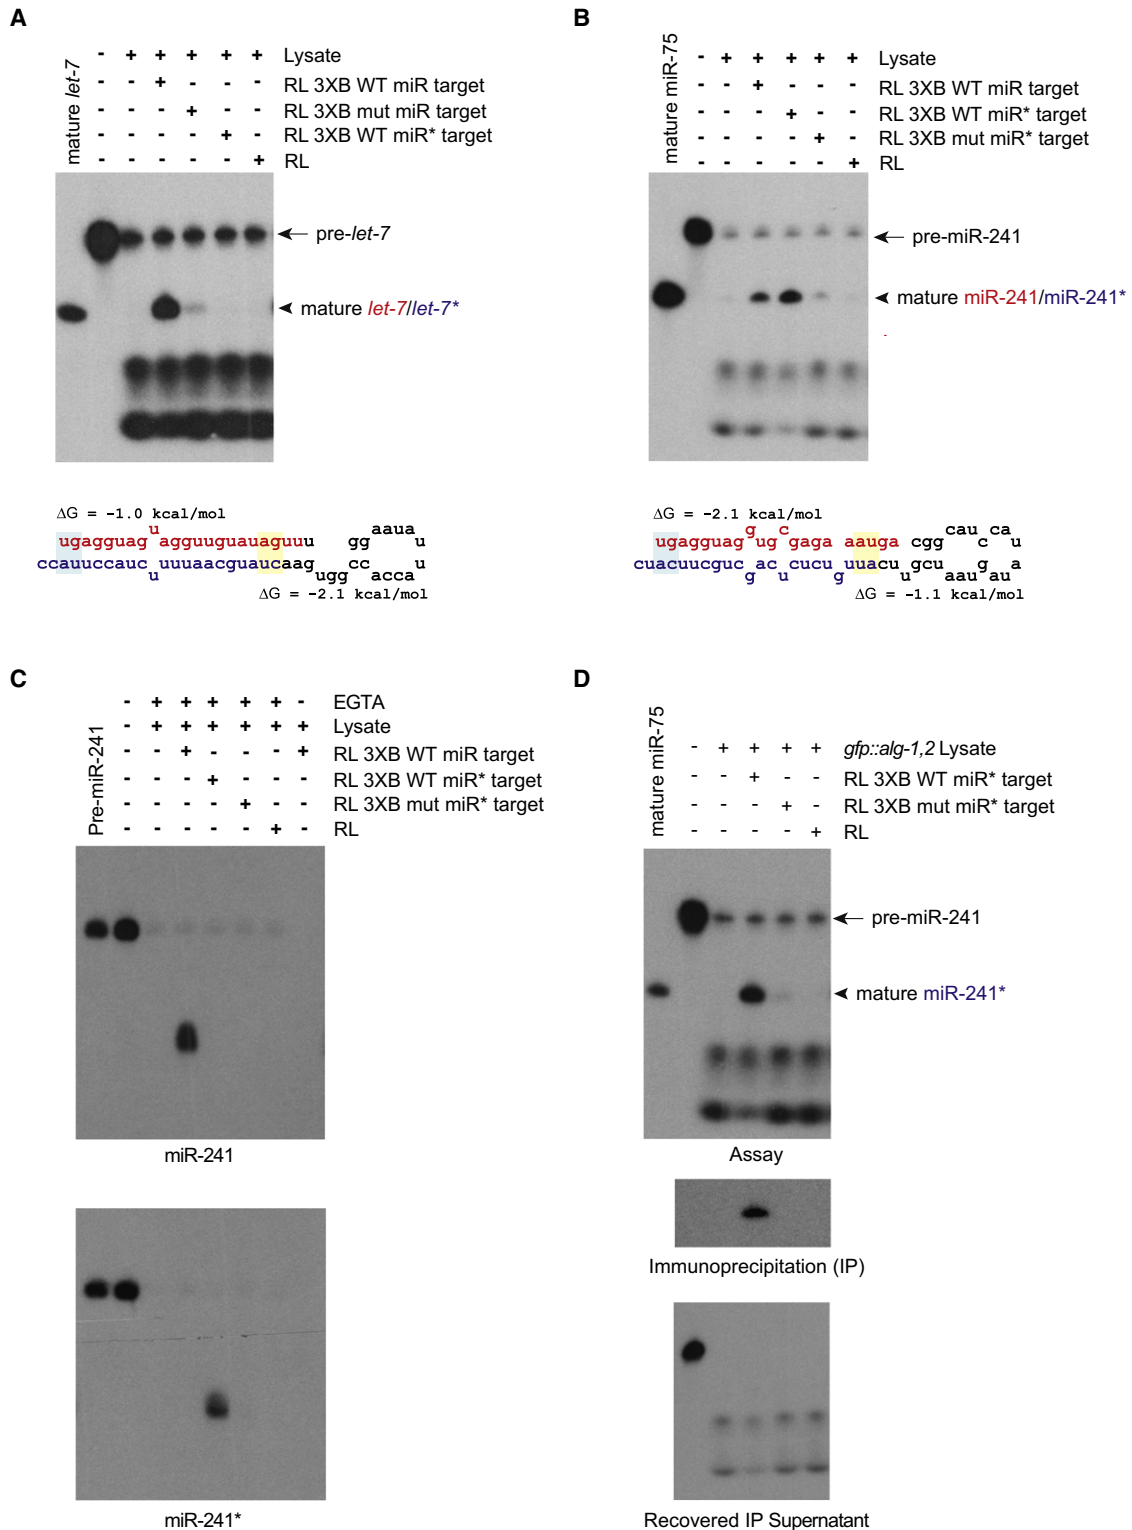 A
mature let-7
- + + + + + Lysate
- - + - - - RL 3XB WT miR target
- - - + - - RL 3XB mut miR target
- - - - + - RL 3XB WT miR* target
- - - - - + RL
pre-let-7
mature let-7/let-7*
ΔG = -1.0 kcal/mol
u aaua
ugagguag agguuguauaguuu gg u
ccauuccauc uuuaacguaucaag cc u
u ugg acca
ΔG = -2.1 kcal/mol
B
mature miR-75
- + + + + + Lysate
- - + - - - RL 3XB WT miR target
- - - + - - RL 3XB WT miR* target
- - - - + - RL 3XB mut miR* target
- - - - - + RL
pre-miR-241
mature miR-241/miR-241*
ΔG = -2.1 kcal/mol
g c cau ca
ugagguag ug gaga aauga cgg c u
cuacuucguc ac cucu uuacu gcu g a
g u g u aau au
ΔG = -1.1 kcal/mol
C
Pre-miR-241
- + + + + + - EGTA
- + + + + + + Lysate
- - + - - - + RL 3XB WT miR target
- - - + - - - RL 3XB WT miR* target
- - - - + - - RL 3XB mut miR* target
- - - - - + - RL
miR-241
miR-241*
D
mature miR-75
- + + + + gfp::alg-1,2 Lysate
- - + - - RL 3XB WT miR* target
- - - + - RL 3XB mut miR* target
- - - - + RL
pre-miR-241
mature miR-241*
Assay
Immunoprecipitation (IP)
Recovered IP Supernatant